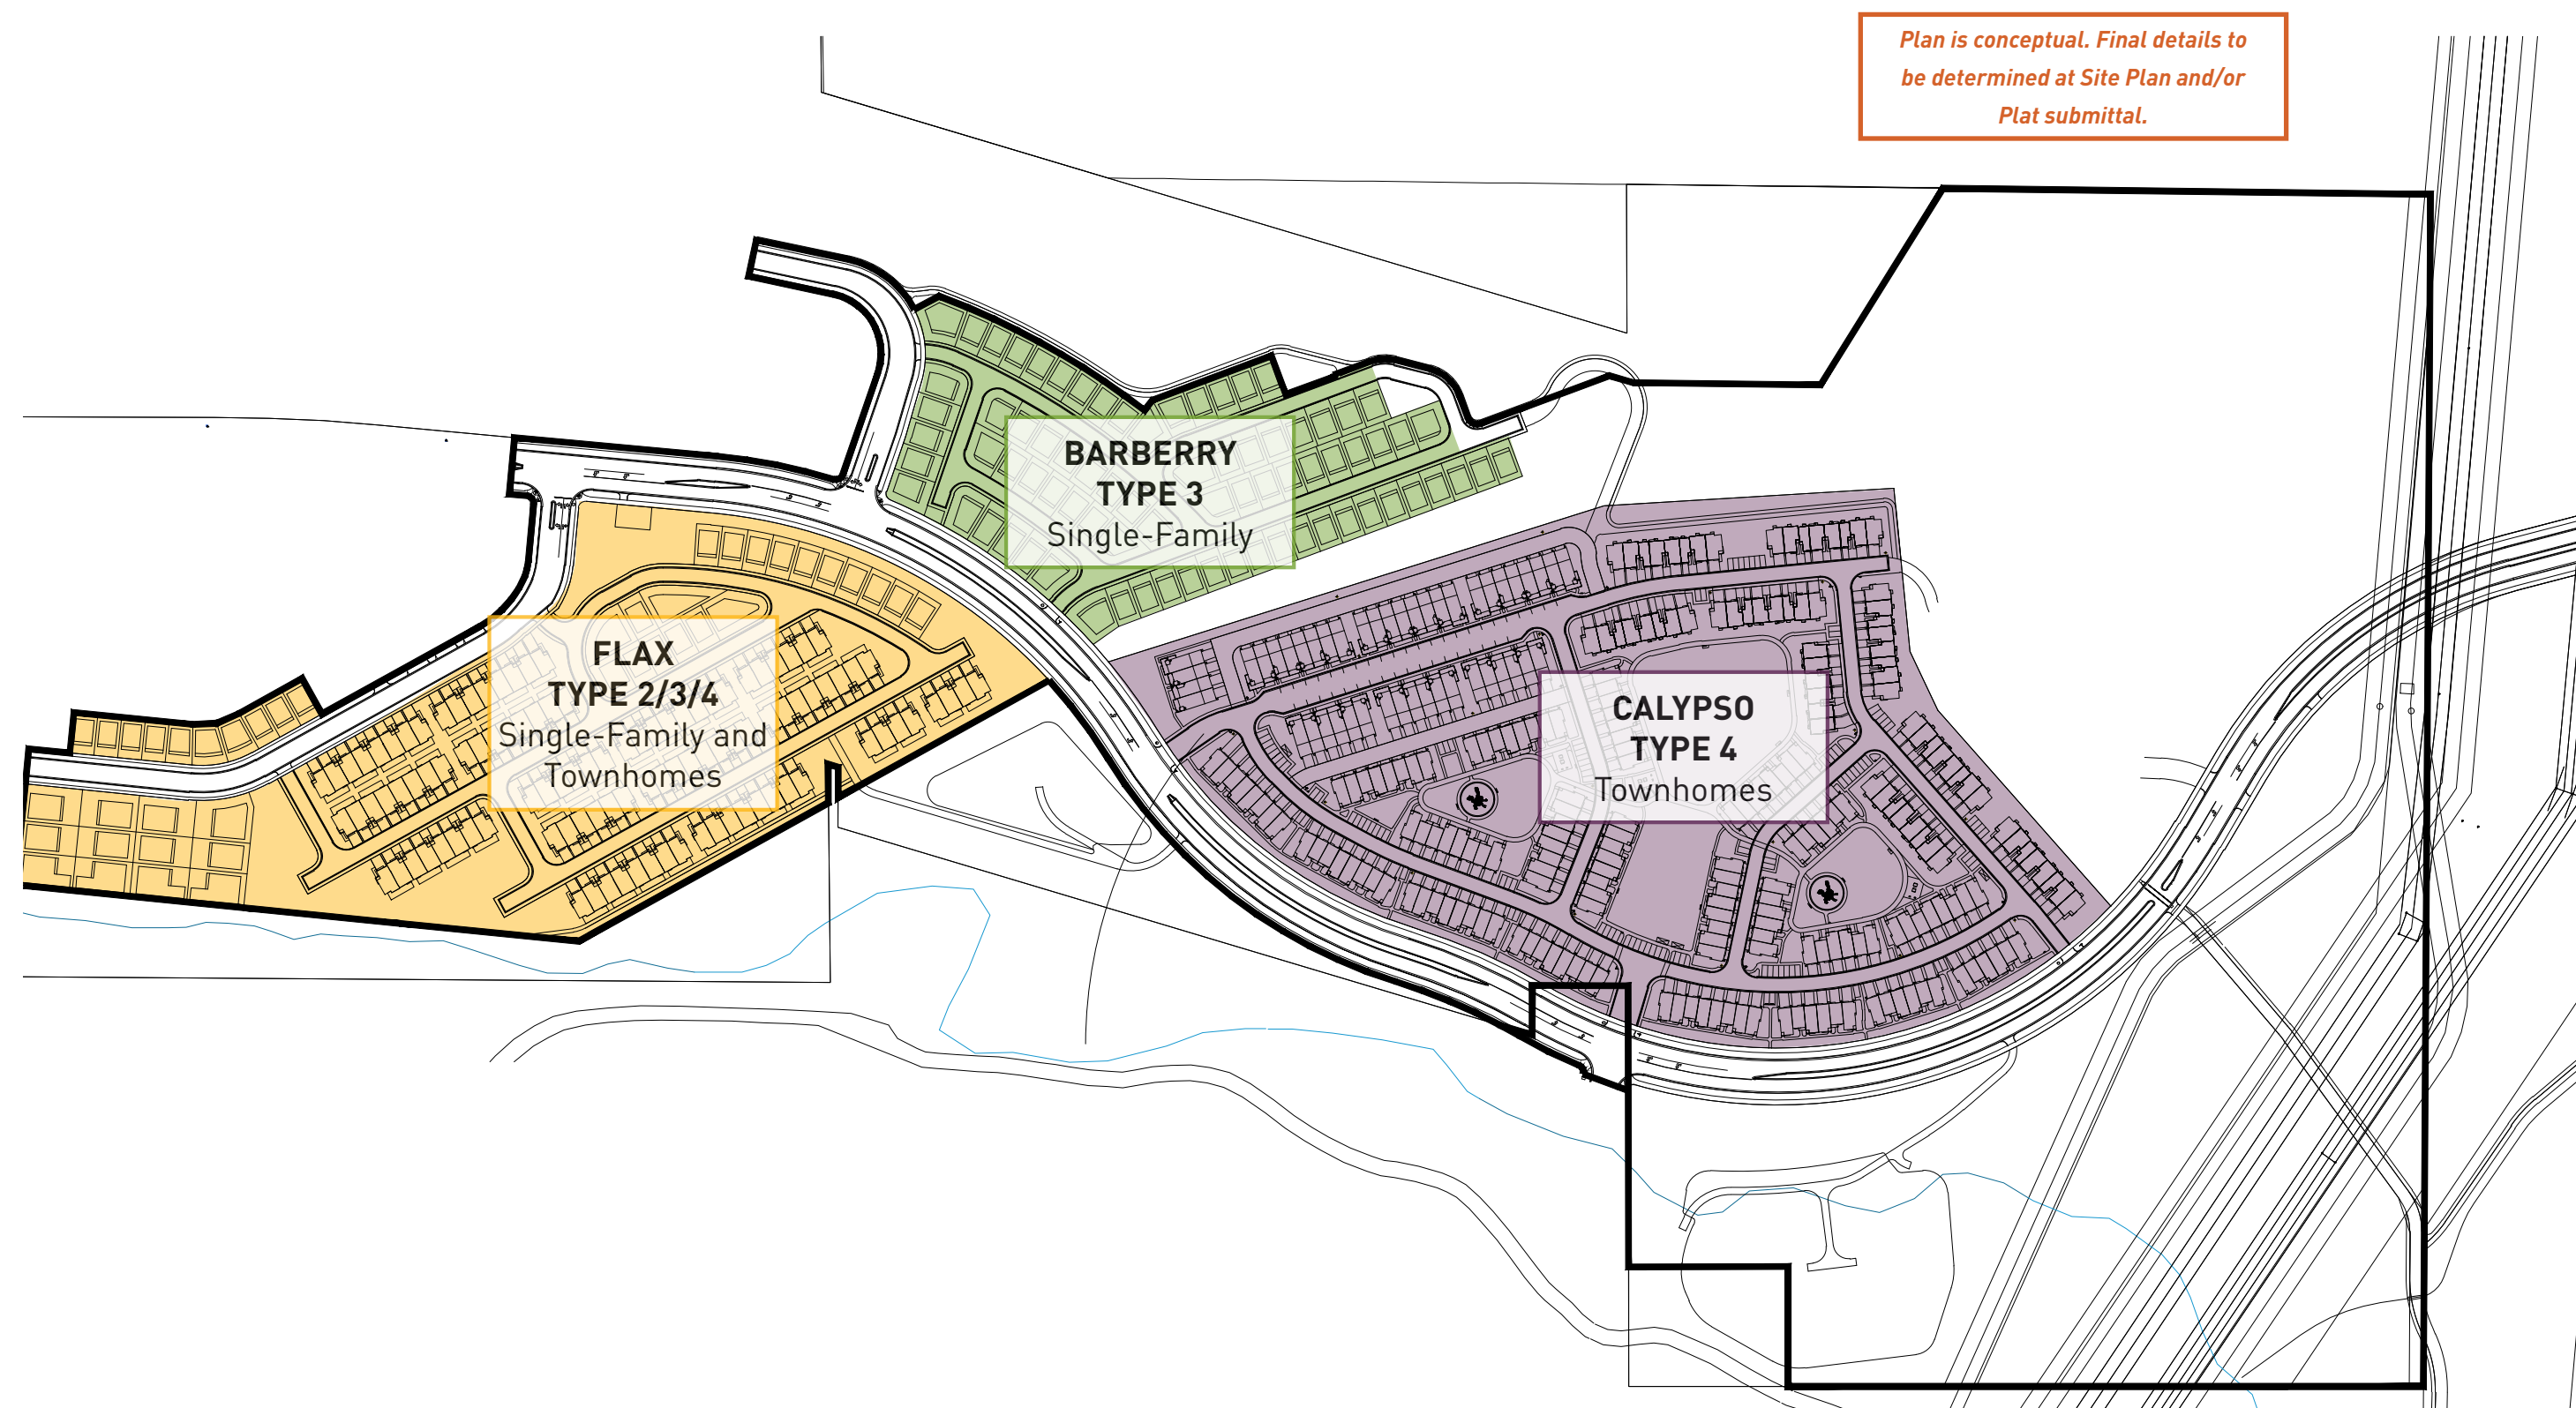 Plan is conceptual. Final details to
be determined at Site Plan and/or
Plat submittal.
BARBERRY
TYPE 3
Single-Family
FLAX
TYPE 2/3/4
Single-Family and
Townhomes
CALYPSO
TYPE 4
Townhomes